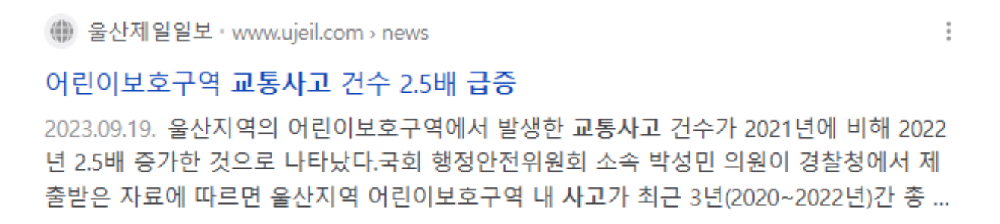 울산제일일보 · www.ujeil.com › news
어린이보호구역 교통사고 건수 2.5배 급증
2023.09.19. 울산지역의 어린이보호구역에서 발생한 교통사고 건수가 2021년에 비해 2022
년 2.5배 증가한 것으로 나타났다.국회 행정안전위원회 소속 박성민 의원이 경찰청에서 제
출받은 자료에 따르면 울산지역 어린이보호구역 내 사고가 최근 3년(2020~2022년)간 총 ...